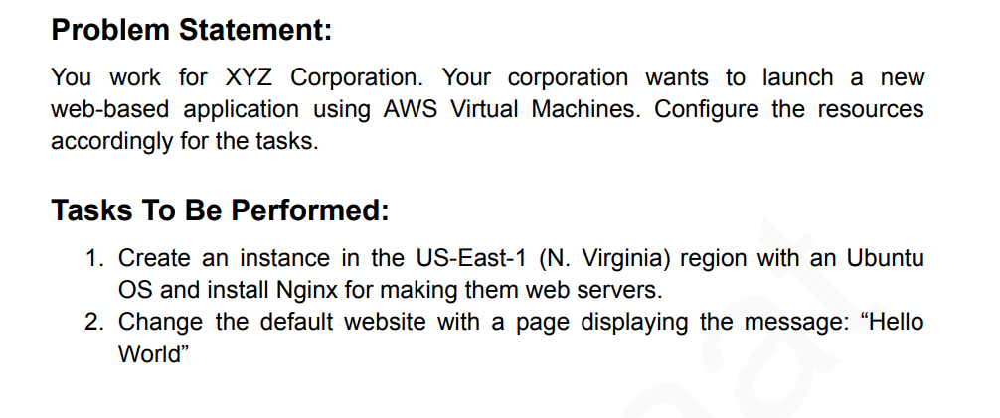 Problem Statement:
You work for XYZ Corporation. Your corporation wants to launch a new
web-based application using AWS Virtual Machines. Configure the resources
accordingly for the tasks.
Tasks To Be Performed:
1. Create an instance in the US-East-1 (N. Virginia) region with an Ubuntu
OS and install Nginx for making them web servers.
2. Change the default website with a page displaying the message: “Hello
World”